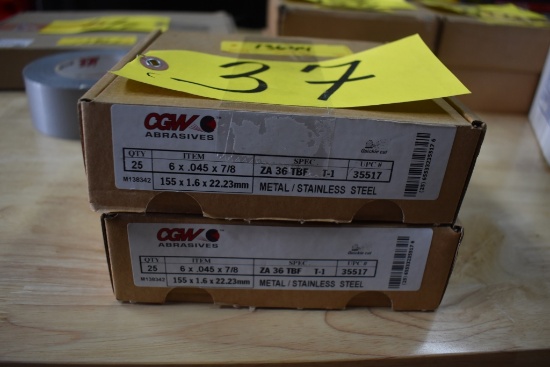 37
CGW
ABRASIVES
QTY ITEM SPEC UPC #
25 6 x .045 x 7/8 ZA 36 TBF T-1 35517
M138342 155 x 1.6 x 22.23mm METAL / STAINLESS STEEL
CGW
ABRASIVES
QTY ITEM SPEC UPC #
25 6 x .045 x 7/8 ZA 36 TBF T-1 35517
M138342 155 x 1.6 x 22.23mm METAL / STAINLESS STEEL